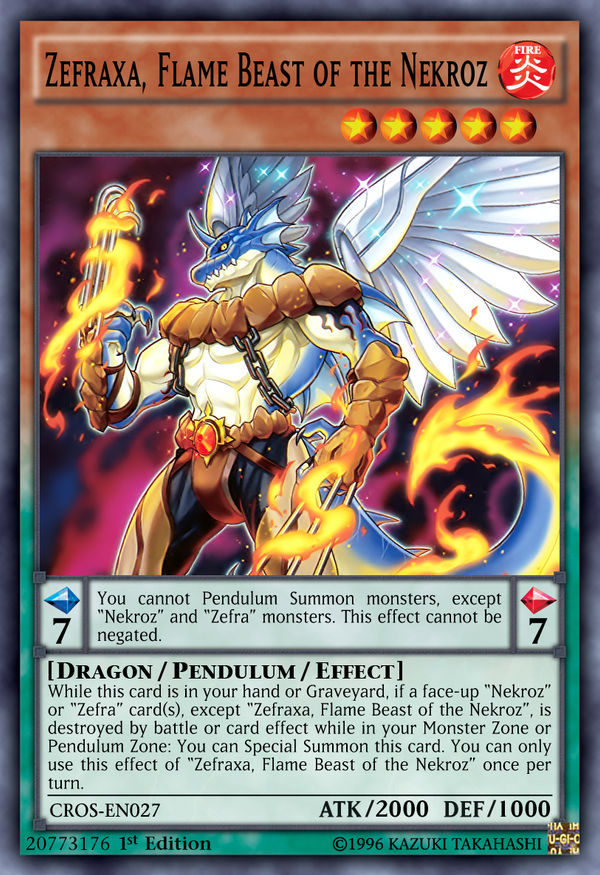 Zefraxa, Flame Beast of the Nekroz
FIRE
炎
You cannot Pendulum Summon monsters, except
"Nekroz" and "Zefra" monsters. This effect cannot be
negated.
7
7
[Dragon / Pendulum / Effect]
While this card is in your hand or Graveyard, if a face-up "Nekroz"
or "Zefra" card(s), except "Zefraxa, Flame Beast of the Nekroz", is
destroyed by battle or card effect while in your Monster Zone or
Pendulum Zone: You can Special Summon this card. You can only
use this effect of "Zefraxa, Flame Beast of the Nekroz" once per
turn.
CROS-EN027
ATK/2000 DEF/1000
20773176 1st Edition
©1996 KAZUKI TAKAHASHI